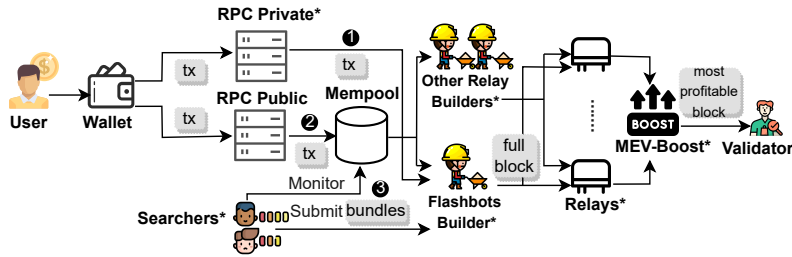 RPC Private*
1
tx
tx
User
Wallet
RPC Public
tx
2
tx
Mempool
Other Relay
Builders*
full
block
Monitor
3
Searchers*
Submit bundles
Flashbots
Builder*
Relays*
BOOST
MEV-Boost*
most
profitable
block
Validator